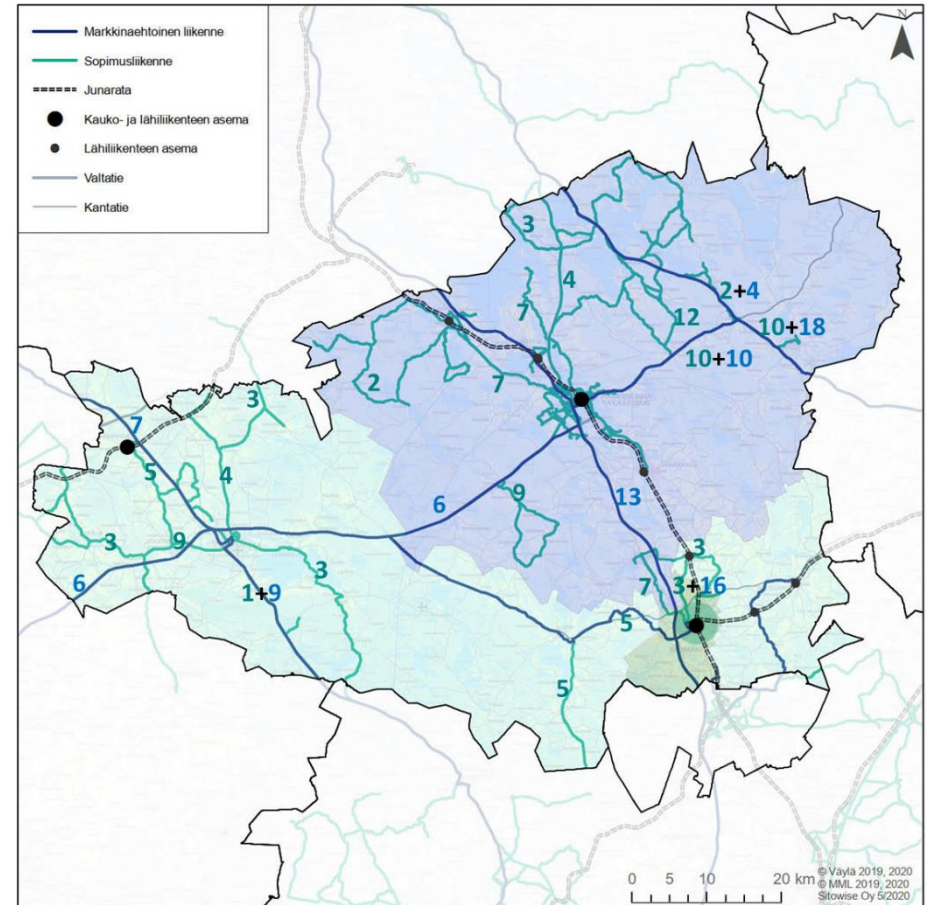 Markkinaehtoinen liikenne
Sopimusliikenne
Junarata
Kauko- ja lähiliikenteen asema
Lähiliikenteen asema
Valtatie
Kantatie
N
3
4
2+4
7
12
10+18
10+10
2
7
3
7
5
4
6
9
13
3
9
3
3
7
3+16
6
1+9
5
5
0 5 10 20 km
© Väylä 2019, 2020
© MML 2019, 2020
Sitowise Oy 5/2020